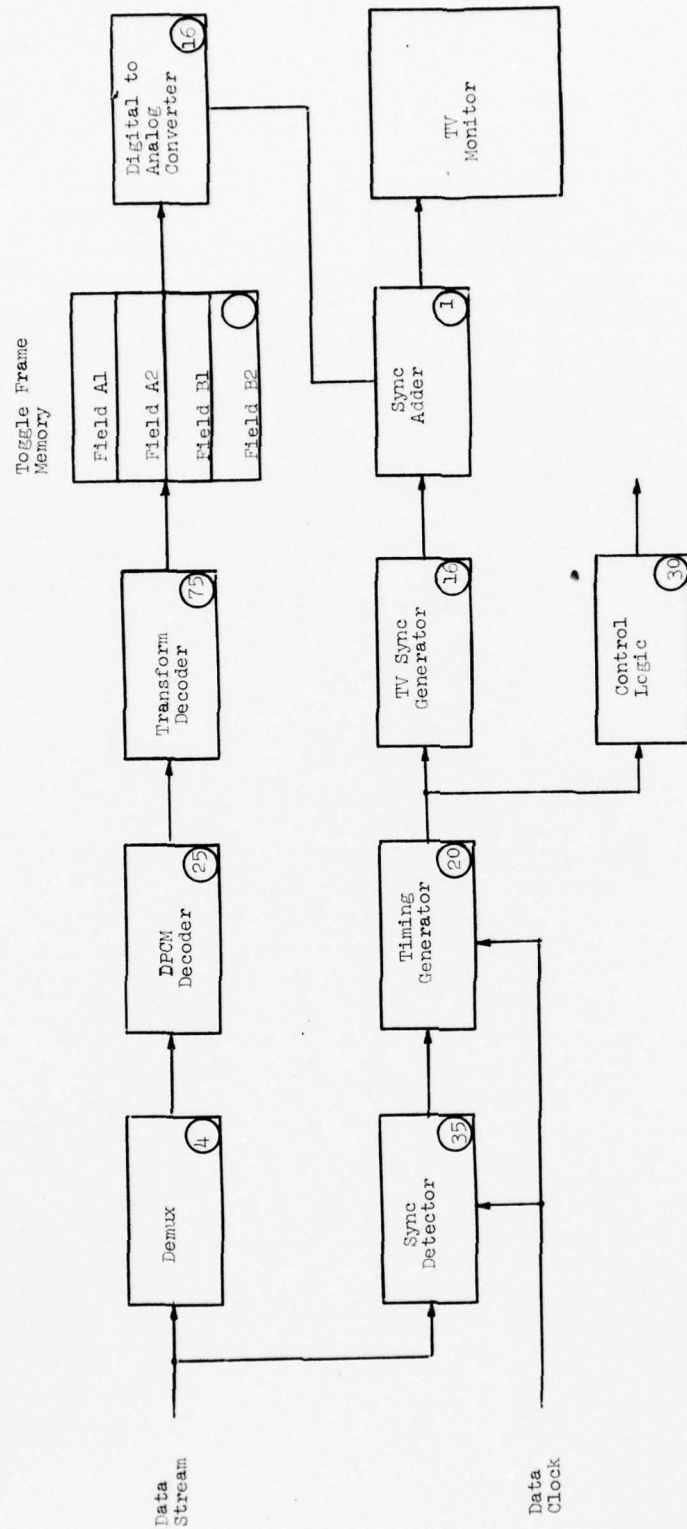 Data
Stream
Demux
4
DPCM
Decoder
25
Transform
Decoder
75
Toggle Frame
Memory
Field A1
Field A2
Field B1
Field B2
Digital to
Analog
Converter
16
Data
Clock
Sync
Detector
35
Timing
Generator
20
TV Sync
Generator
16
Sync
Adder
1
TV
Monitor
Control
Logic
30